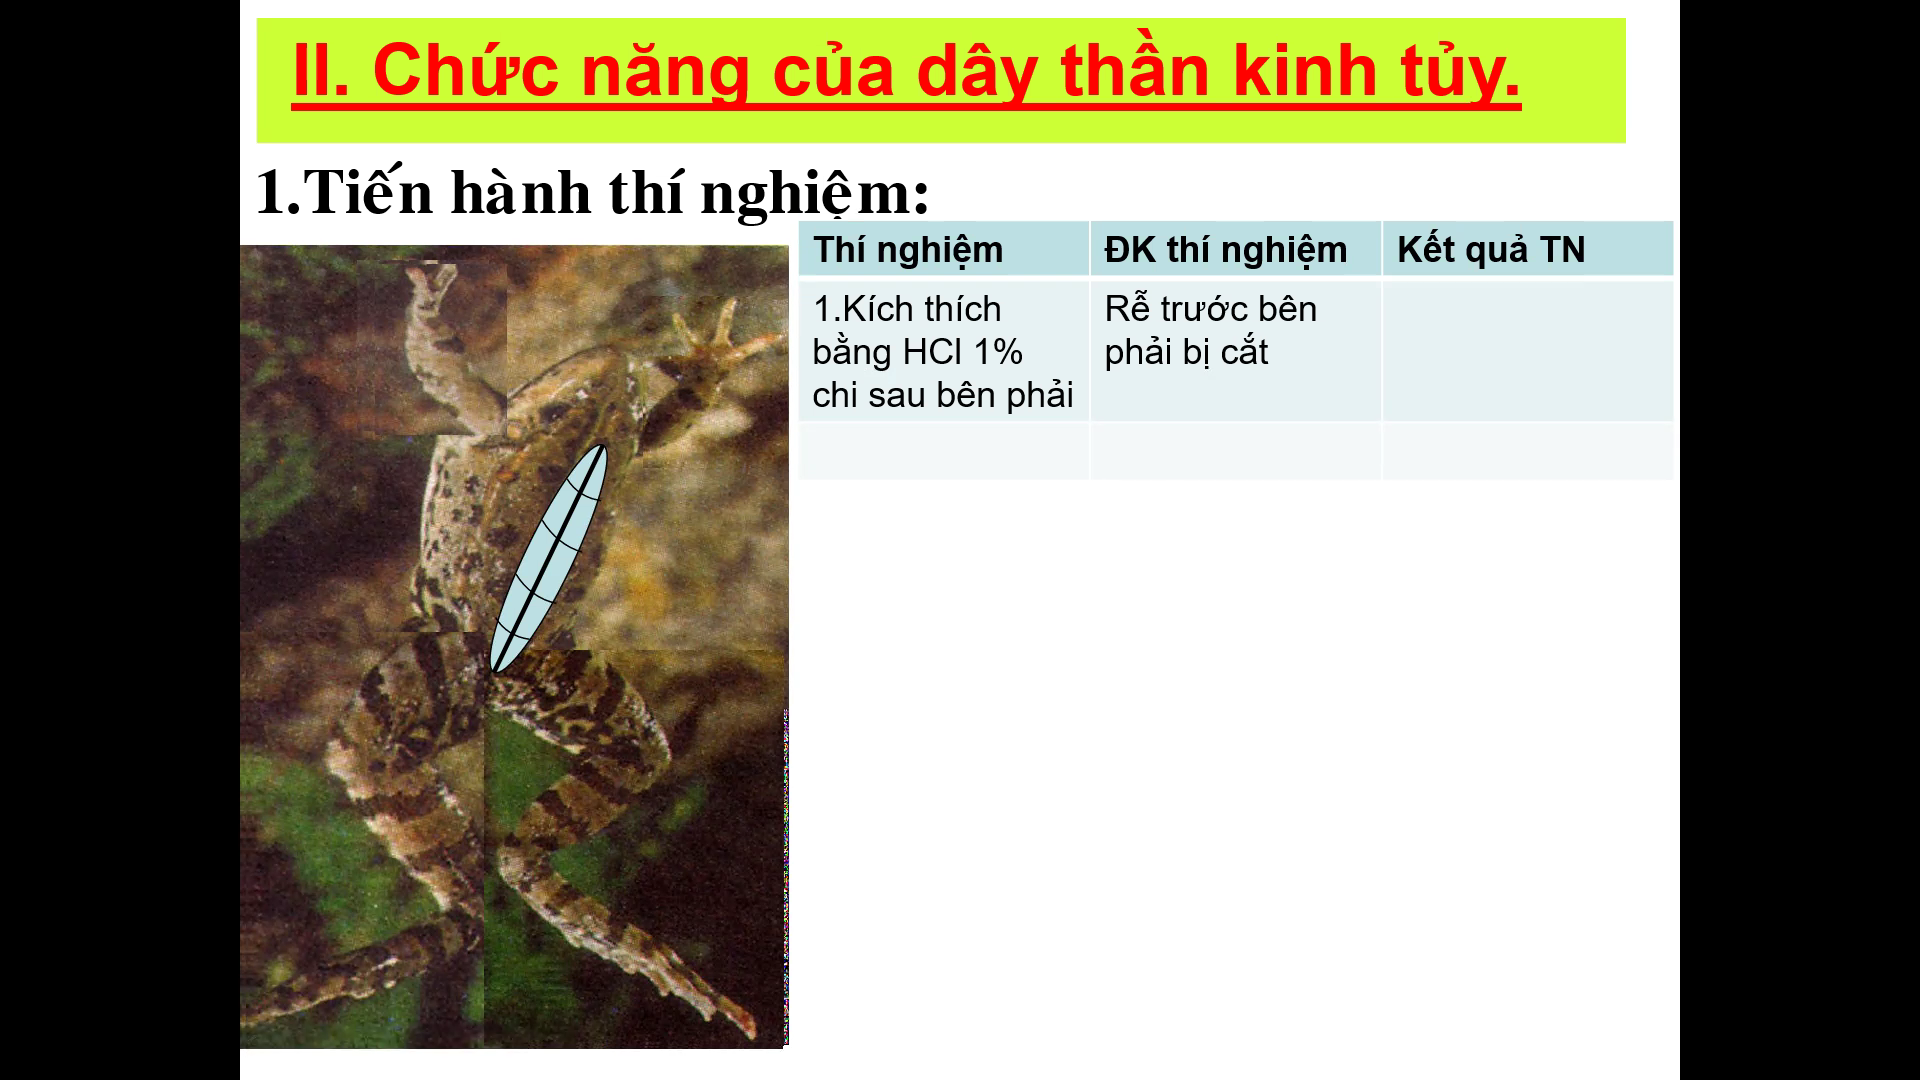 II. Chức năng của dây thần kinh tủy.
1.Tiến hành thí nghiệm:
Thí nghiệm
ĐK thí nghiệm
Kết quả TN
1.Kích thích
bằng HCl 1%
chi sau bên phải
Rễ trước bên
phải bị cắt